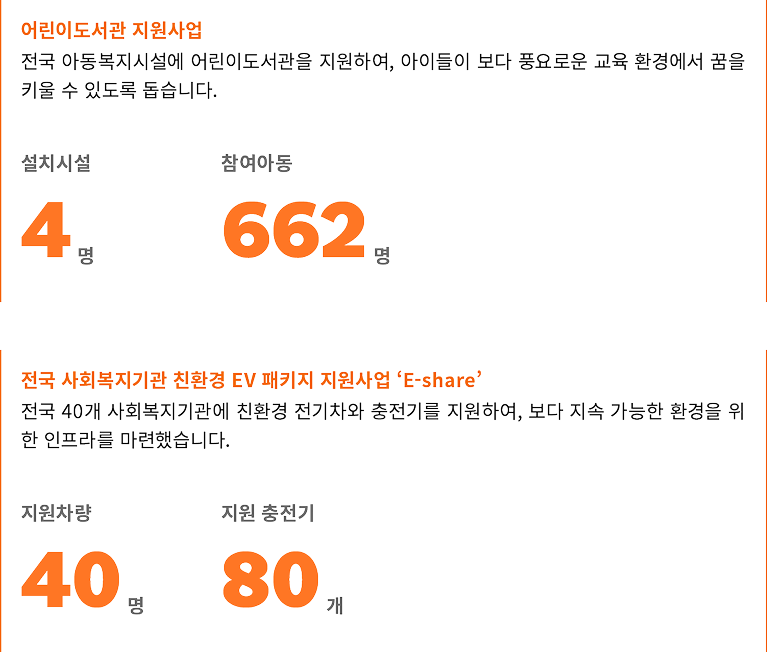 어린이도서관 지원사업
전국 아동복지시설에 어린이도서관을 지원하여, 아이들이 보다 풍요로운 교육 환경에서 꿈을
키울 수 있도록 돕습니다.
설치시설 참여아동
4 명 662 명
전국 사회복지기관 친환경 EV 패키지 지원사업 ‘E-share’
전국 40개 사회복지기관에 친환경 전기차와 충전기를 지원하여, 보다 지속 가능한 환경을 위
한 인프라를 마련했습니다.
지원차량 지원 충전기
40 명 80 개